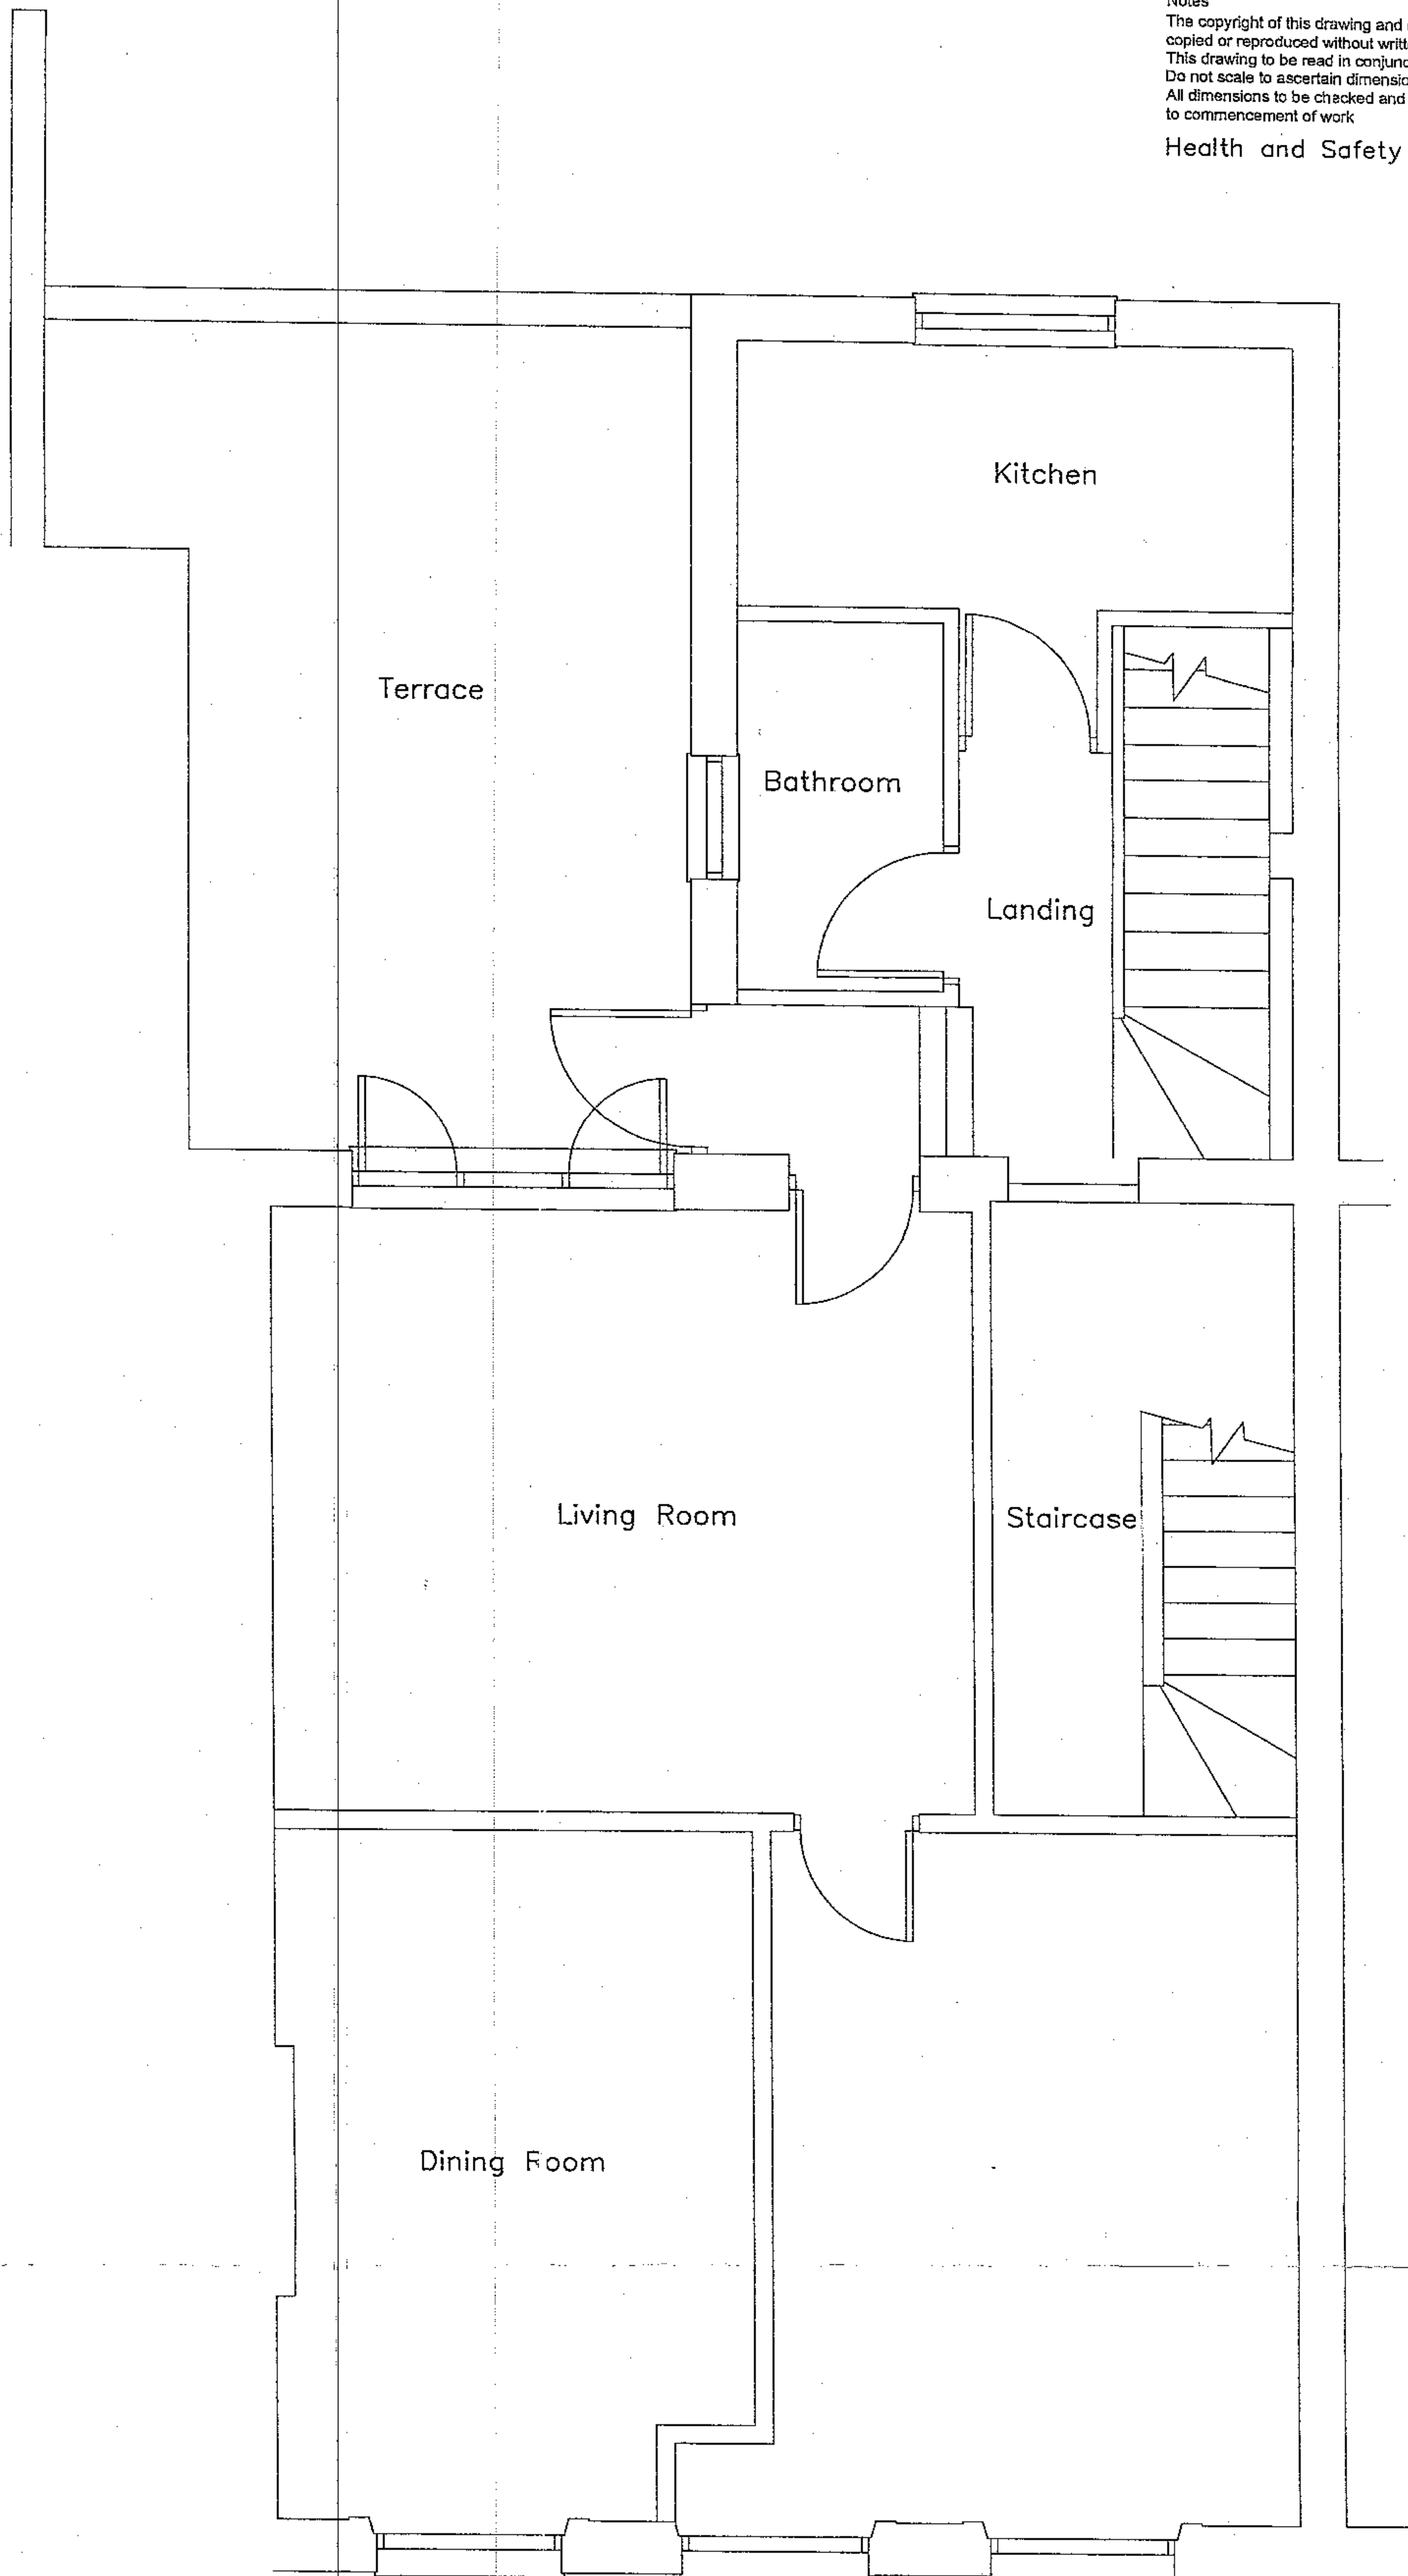 Notes
The copyright of this drawing and
copied or reproduced without writt
This drawing to be read in conjunc
Do not scale to ascertain dimensio
All dimensions to be checked and
to commencement of work
Health and Safety
Kitchen
Terrace
Bathroom
Landing
Living Room
Staircase
Dining Room